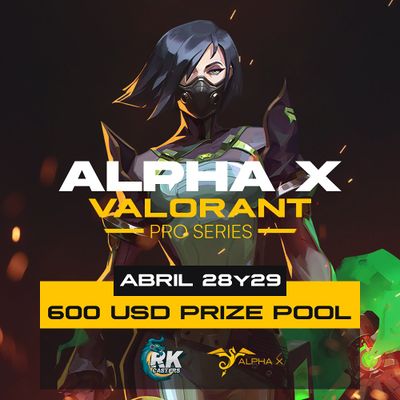 ALPHA X
VALORANT
PRO SERIES
ABRIL 28Y29
600 USD PRIZE POOL
RK
CASTERS
ALPHA X